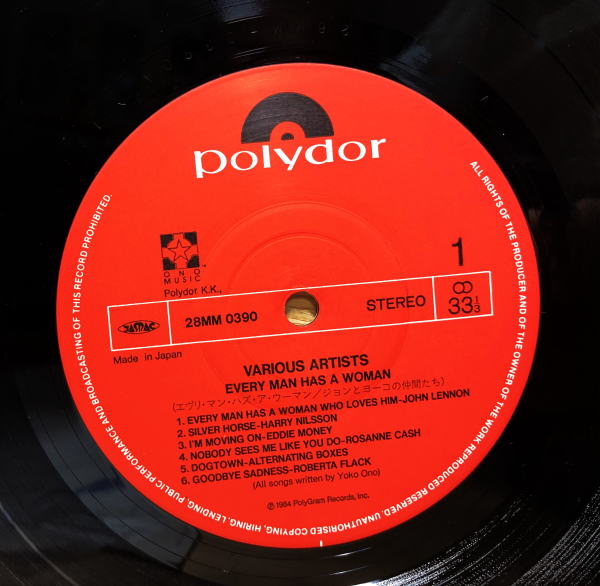 polydor
ONO
MUSIC
TM
Polydor K.K.,
1
JASRAC
28MM 0390
STEREO
33 1/3
Made in Japan
VARIOUS ARTISTS
EVERY MAN HAS A WOMAN
(エヴリ・マン・ハズ・ア・ウーマン／ジョンとヨーコの仲間たち)
1. EVERY MAN HAS A WOMAN WHO LOVES HIM-JOHN LENNON
2. SILVER HORSE-HARRY NILSSON
3. I'M MOVING ON-EDDIE MONEY
4. NOBODY SEES ME LIKE YOU DO-ROSANNE CASH
5. DOGTOWN-ALTERNATING BOXES
6. GOODBYE SADNESS-ROBERTA FLACK
(All songs written by Yoko Ono)
Ⓟ1984 PolyGram Records, Inc.
ALL RIGHTS OF THE PRODUCER AND OF THE OWNER OF THE WORK REPRODUCED RESERVED. UNAUTHORISED COPYING, HIRING, LENDING, PUBLIC PERFORMANCE AND BROADCASTING OF THIS RECORD PROHIBITED.